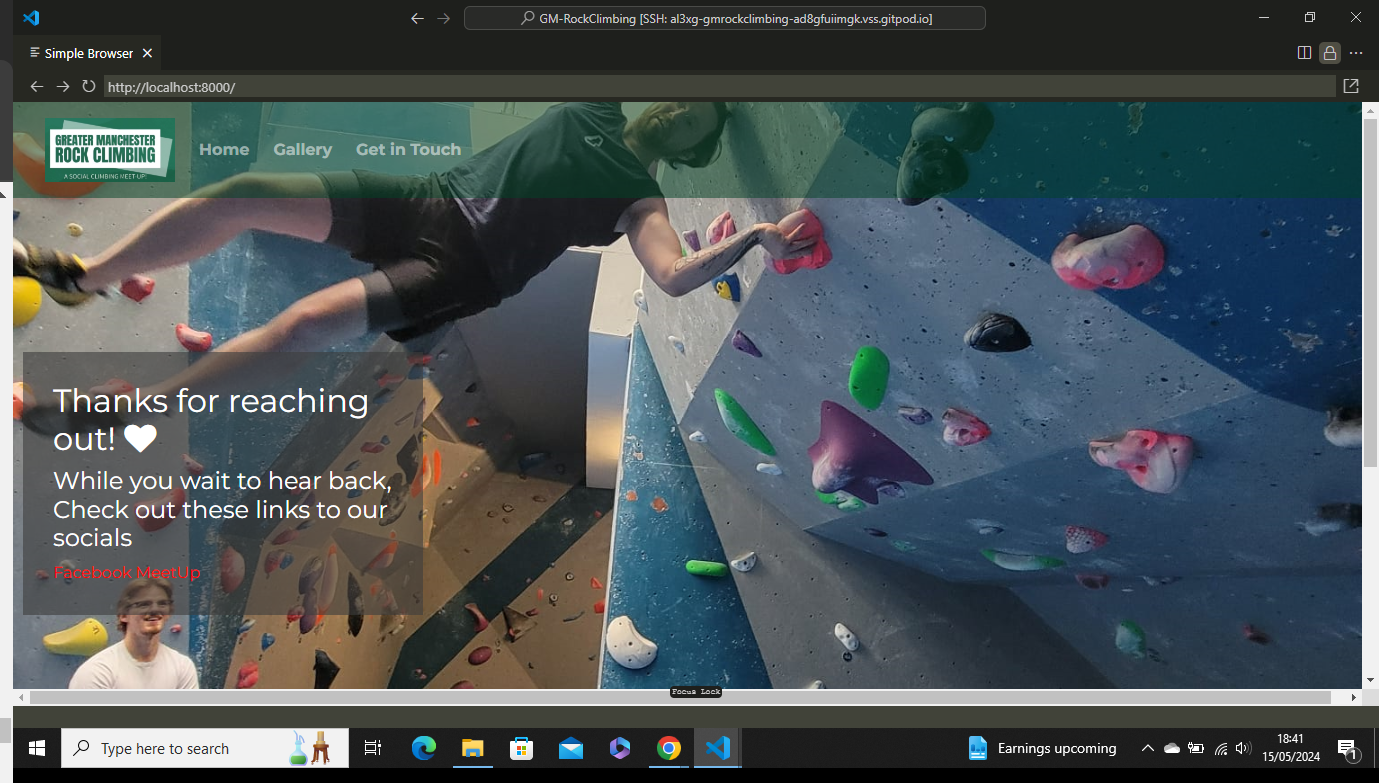 GM-RockClimbing [SSH: al3xg-gmrockclimbing-ad8gfuiimgk.vss.gitpod.io]
Simple Browser
http://localhost:8000/
GREATER MANCHESTER
ROCK CLIMBING
A SOCIAL CLIMBING MEET UP!
Home Gallery Get in Touch
Thanks for reaching
out!
While you wait to hear back,
Check out these links to our
socials
Facebook MeetUp
Focus Lock
Type here to search
Earnings upcoming
18:41
15/05/2024
1